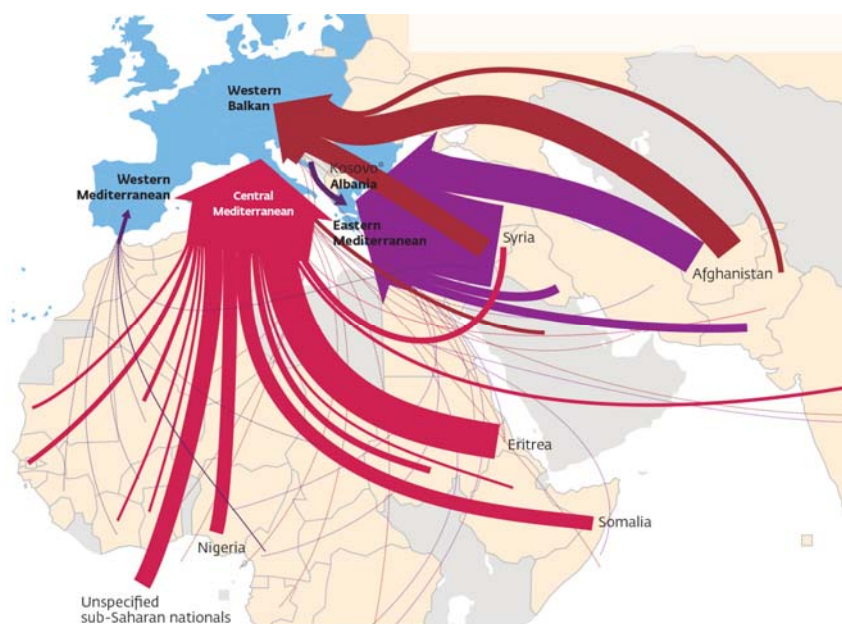 Western
Balkan
Western
Mediterranean
Central
Mediterranean
Kosovo*
Albania
Eastern
Mediterranean
Syria
Afghanistan
Eritrea
Somalia
Nigeria
Unspecified
sub-Saharan nationals